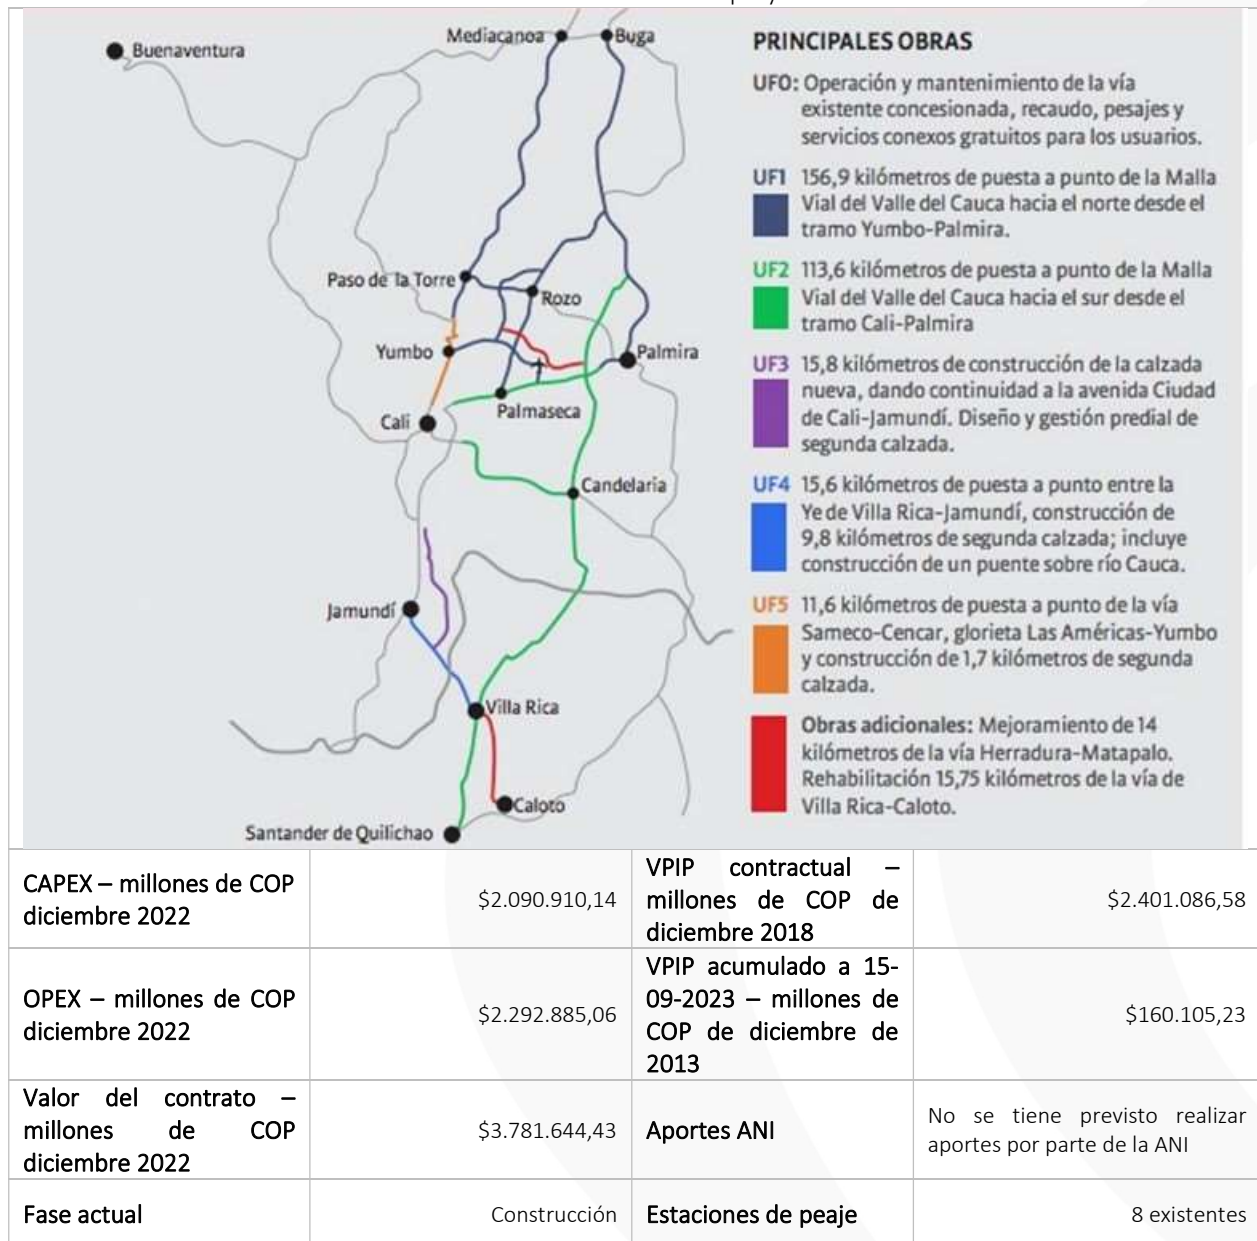 Mediacanoa
Buga
Buenaventura
Paso de la Torre
Rozo
Yumbo
Palmira
Palmaseca
Cali
Candelaria
Jamundí
Villa Rica
Caloto
Santander de Quilichao
PRINCIPALES OBRAS
UF0: Operación y mantenimiento de la vía
existente concesionada, recaudo, pesajes y
servicios conexos gratuitos para los usuarios.
UF1 156,9 kilómetros de puesta a punto de la Malla
Vial del Valle del Cauca hacia el norte desde el
tramo Yumbo-Palmira.
UF2 113,6 kilómetros de puesta a punto de la Malla
Vial del Valle del Cauca hacia el sur desde el
tramo Cali-Palmira
UF3 15,8 kilómetros de construcción de la calzada
nueva, dando continuidad a la avenida Ciudad
de Cali-Jamundí. Diseño y gestión predial de
segunda calzada.
UF4 15,6 kilómetros de puesta a punto entre la
Ye de Villa Rica-Jamundí, construcción de
9,8 kilómetros de segunda calzada; incluye
construcción de un puente sobre río Cauca.
UF5 11,6 kilómetros de puesta a punto de la vía
Sameco-Cencar, glorieta Las Américas-Yumbo
y construcción de 1,7 kilómetros de segunda
calzada.
Obras adicionales: Mejoramiento de 14
kilómetros de la vía Herradura-Matapalo.
Rehabilitación 15,75 kilómetros de la vía de
Villa Rica-Caloto.
CAPEX – millones de COP
diciembre 2022
$2.090.910,14
VPIP contractual –
millones de COP de
diciembre 2018
$2.401.086,58
OPEX – millones de COP
diciembre 2022
$2.292.885,06
VPIP acumulado a 15-
09-2023 – millones de
COP de diciembre de
2013
$160.105,23
Valor del contrato –
millones de COP
diciembre 2022
$3.781.644,43
Aportes ANI
No se tiene previsto realizar
aportes por parte de la ANI
Fase actual
Construcción
Estaciones de peaje
8 existentes